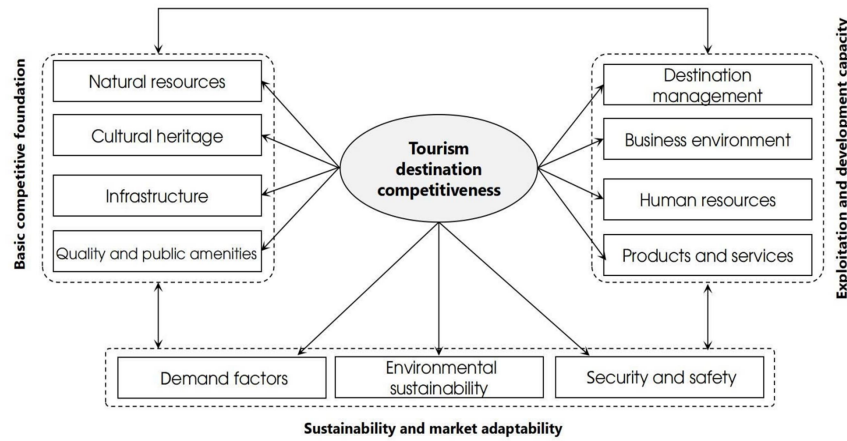 Basic competitive foundation
Natural resources
Cultural heritage
Infrastructure
Quality and public amenities
Tourism
destination
competitiveness
Destination
management
Business environment
Human resources
Products and services
Exploitation and development capacity
Demand factors
Environmental
sustainability
Security and safety
Sustainability and market adaptability